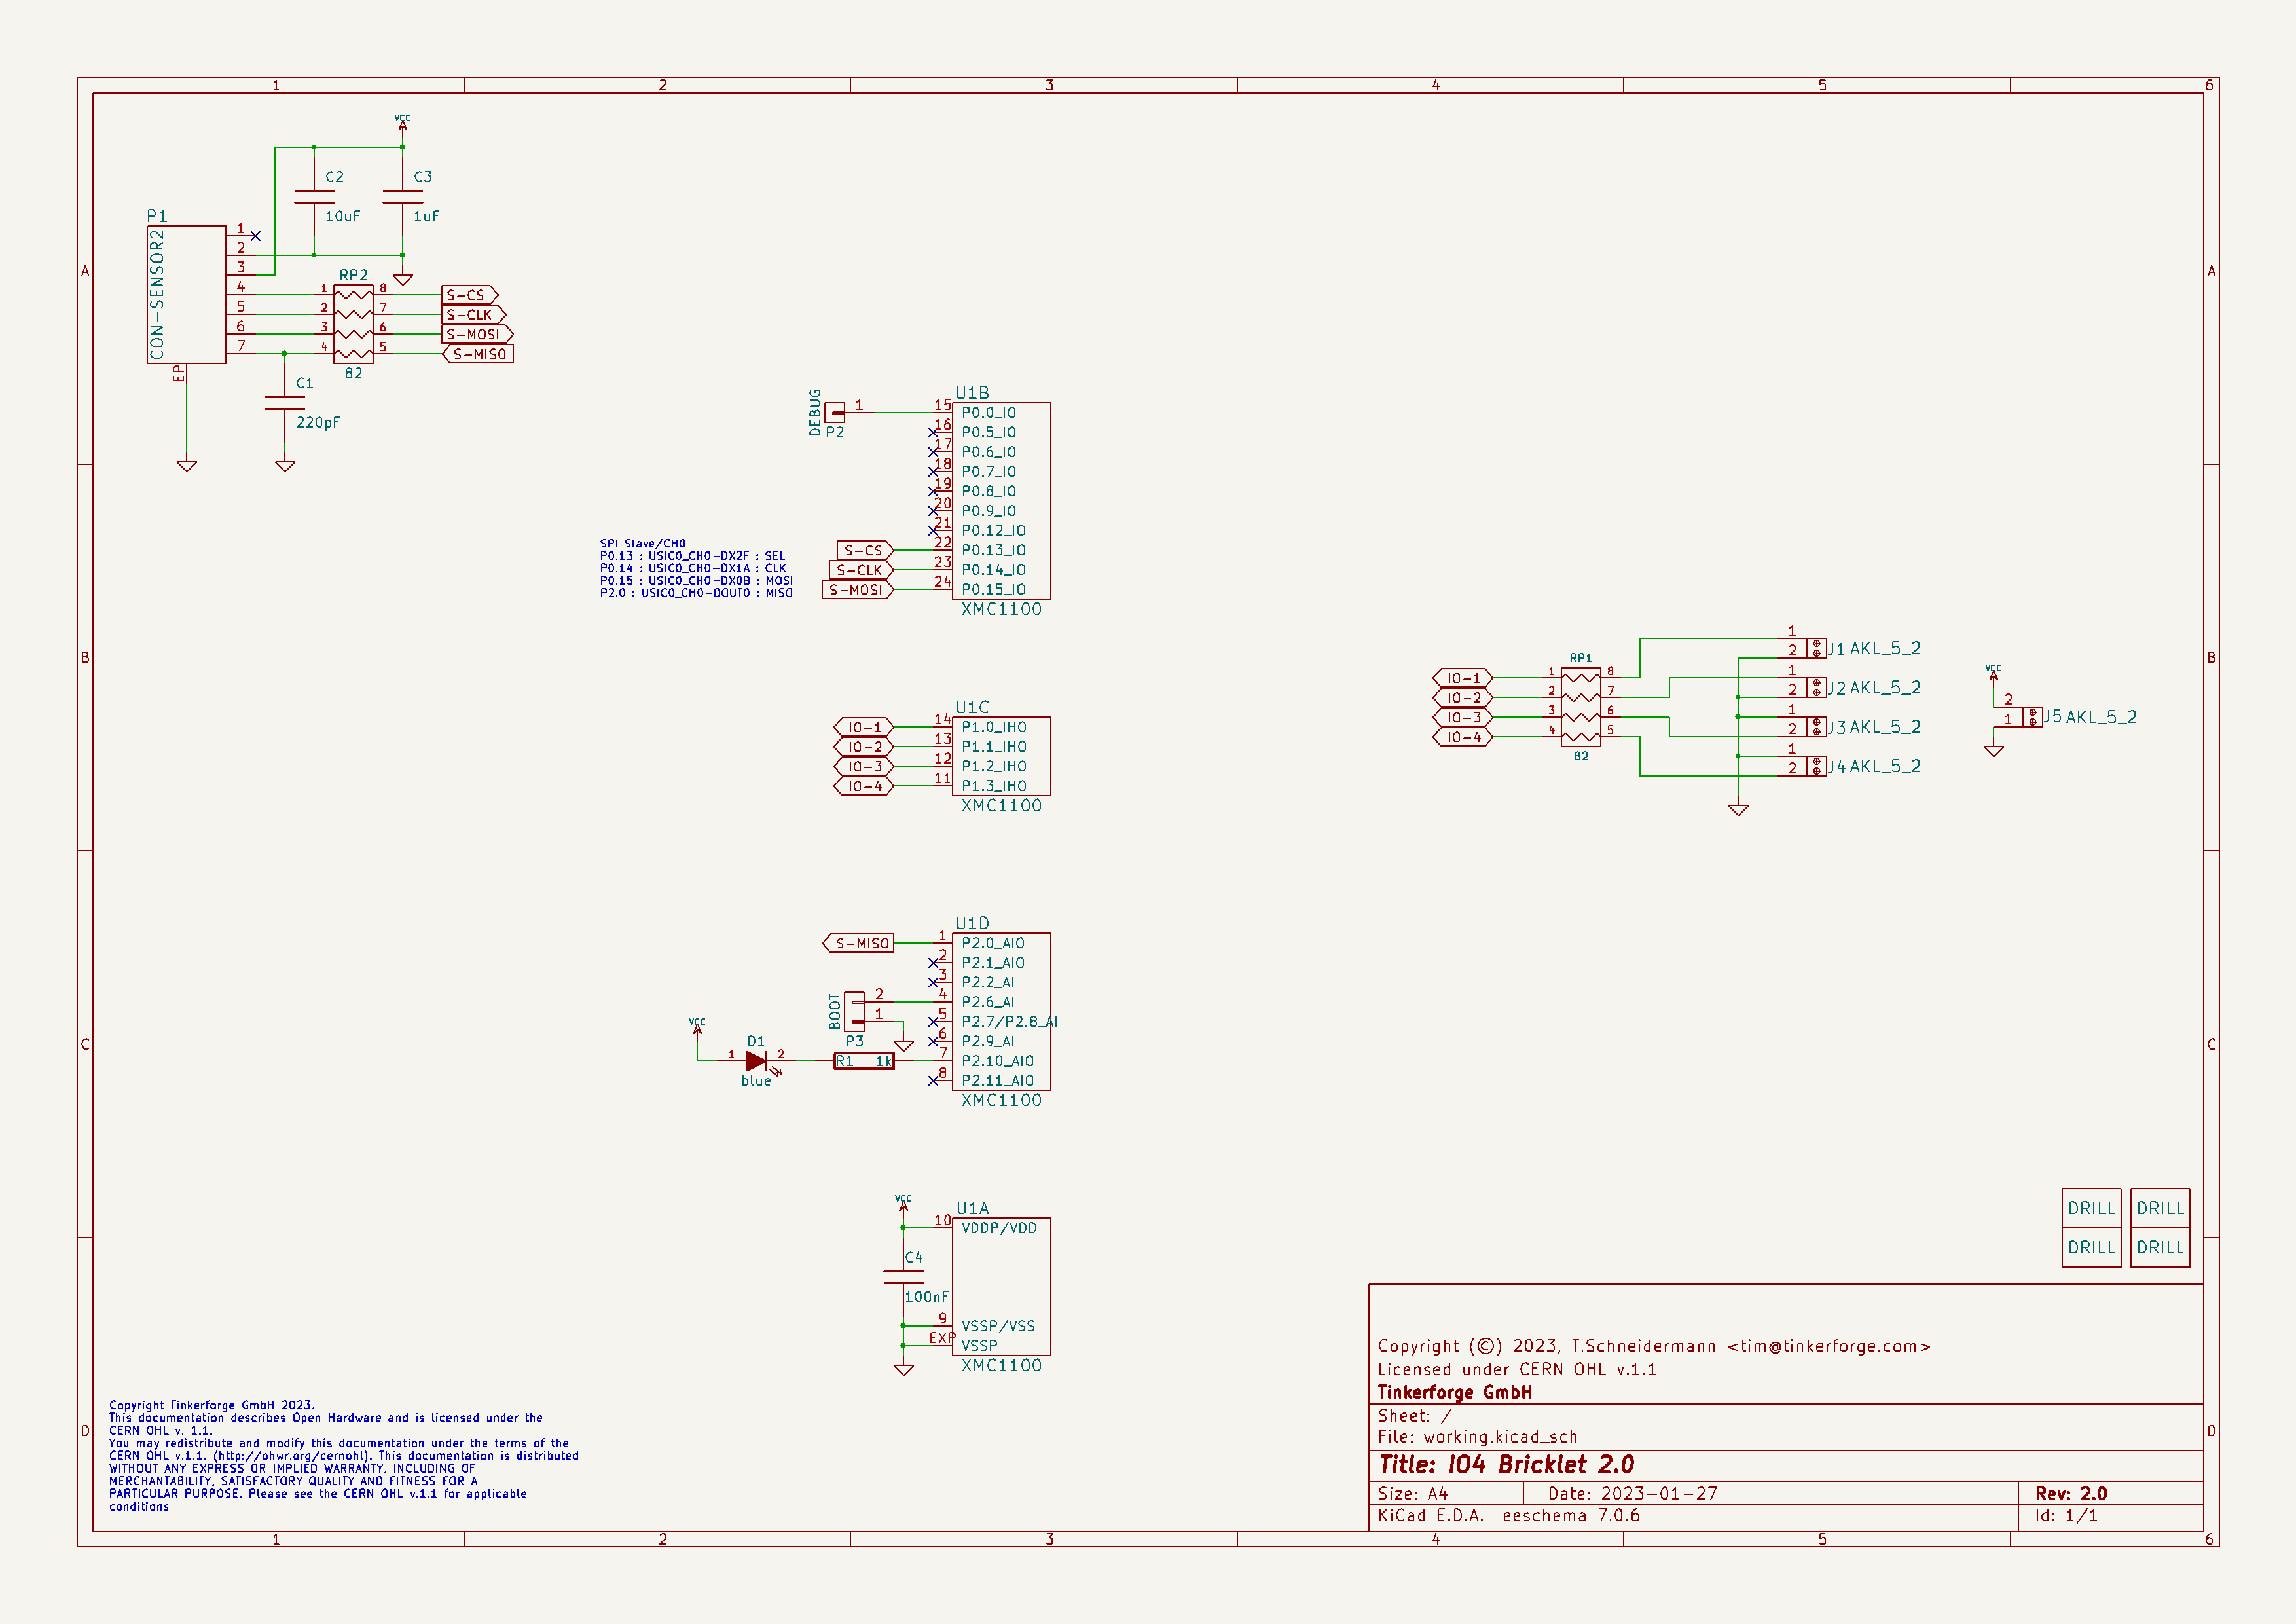 1 2 3 4 5 6
A
B
C
D
A
B
C
D
1 2 3 4 5 6
VCC
C2
10uF
C3
1uF
P1
CON-SENSOR2
1
2
3
4
5
6
7
EP
RP2
1 8
2 7
3 6
4 5
82
S-CS
S-CLK
S-MOSI
S-MISO
C1
220pF
DEBUG
P2
1
U1B
15 P0.0_IO
16 P0.5_IO
17 P0.6_IO
18 P0.7_IO
19 P0.8_IO
20 P0.9_IO
21 P0.12_IO
S-CS 22 P0.13_IO
S-CLK 23 P0.14_IO
S-MOSI 24 P0.15_IO
XMC1100
SPI Slave/CH0
P0.13 : USIC0_CH0-DX2F : SEL
P0.14 : USIC0_CH0-DX1A : CLK
P0.15 : USIC0_CH0-DX0B : MOSI
P2.0 : USIC0_CH0-DOUT0 : MISO
U1C
IO-1 14 P1.0_IHO
IO-2 13 P1.1_IHO
IO-3 12 P1.2_IHO
IO-4 11 P1.3_IHO
XMC1100
RP1
IO-1 1 8
IO-2 2 7
IO-3 3 6
IO-4 4 5
82
1
2 J1 AKL_5_2
1
2 J2 AKL_5_2
1
2 J3 AKL_5_2
1
2 J4 AKL_5_2
VCC
2
1 J5 AKL_5_2
U1D
S-MISO 1 P2.0_AIO
2 P2.1_AIO
3 P2.2_AI
4 P2.6_AI
5 P2.7/P2.8_AI
6 P2.9_AI
7 P2.10_AIO
8 P2.11_AIO
XMC1100
BOOT
2
1
P3
VCC
D1
1 2
blue
R1 1k
VCC
U1A
10 VDDP/VDD
C4
100nF
9 VSSP/VSS
EXP VSSP
XMC1100
DRILL DRILL
DRILL DRILL
Copyright Tinkerforge GmbH 2023.
This documentation describes Open Hardware and is licensed under the
CERN OHL v. 1.1.
You may redistribute and modify this documentation under the terms of the
CERN OHL v.1.1. (http://ohwr.org/cernohl). This documentation is distributed
WITHOUT ANY EXPRESS OR IMPLIED WARRANTY, INCLUDING OF
MERCHANTABILITY, SATISFACTORY QUALITY AND FITNESS FOR A
PARTICULAR PURPOSE. Please see the CERN OHL v.1.1 for applicable
conditions
Copyright (©) 2023, T.Schneidermann <tim@tinkerforge.com>
Licensed under CERN OHL v.1.1
Tinkerforge GmbH
Sheet: /
File: working.kicad_sch
Title: IO4 Bricklet 2.0
Size: A4 Date: 2023-01-27 Rev: 2.0
KiCad E.D.A. eeschema 7.0.6 Id: 1/1